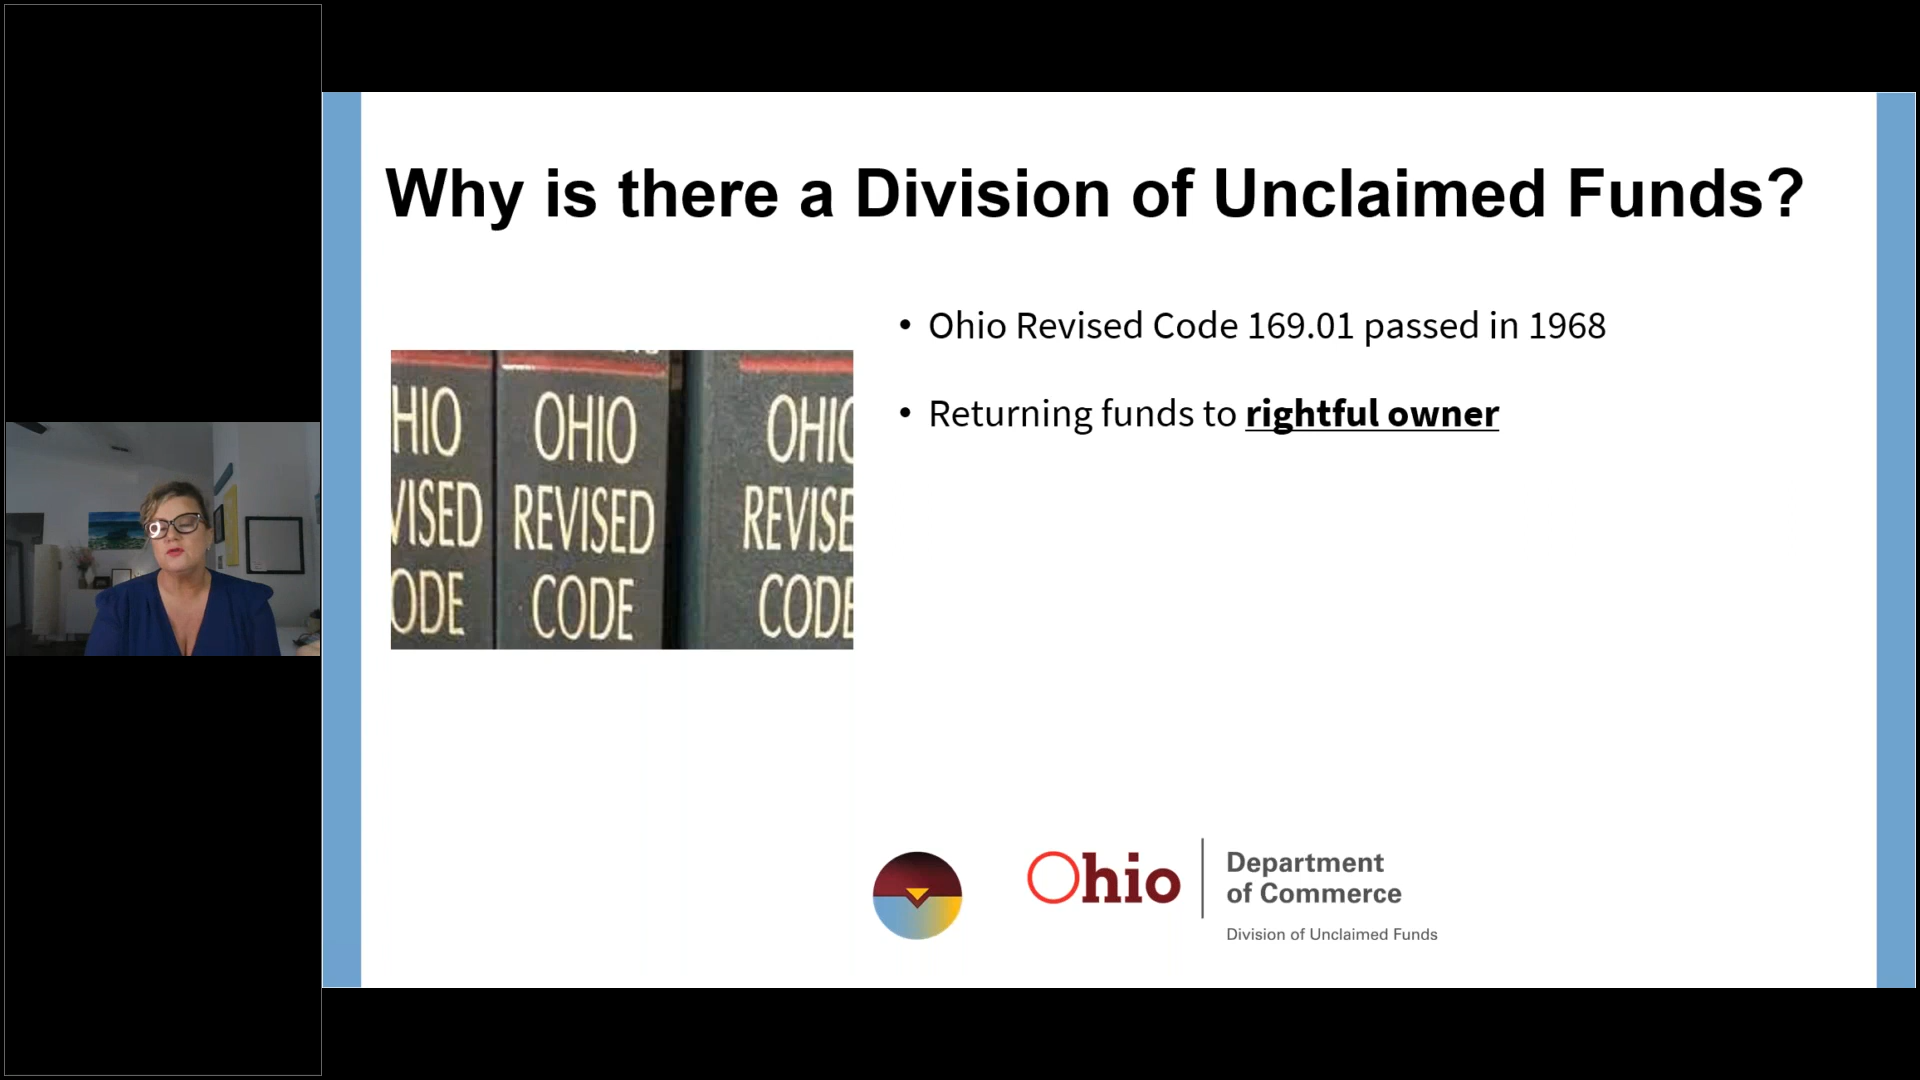 Why is there a Division of Unclaimed Funds?
• Ohio Revised Code 169.01 passed in 1968
• Returning funds to rightful owner
HIO
VISED
ODE
OHIO
REVISED
CODE
OHIO
REVISE
CODE
Ohio
Department
of Commerce
Division of Unclaimed Funds